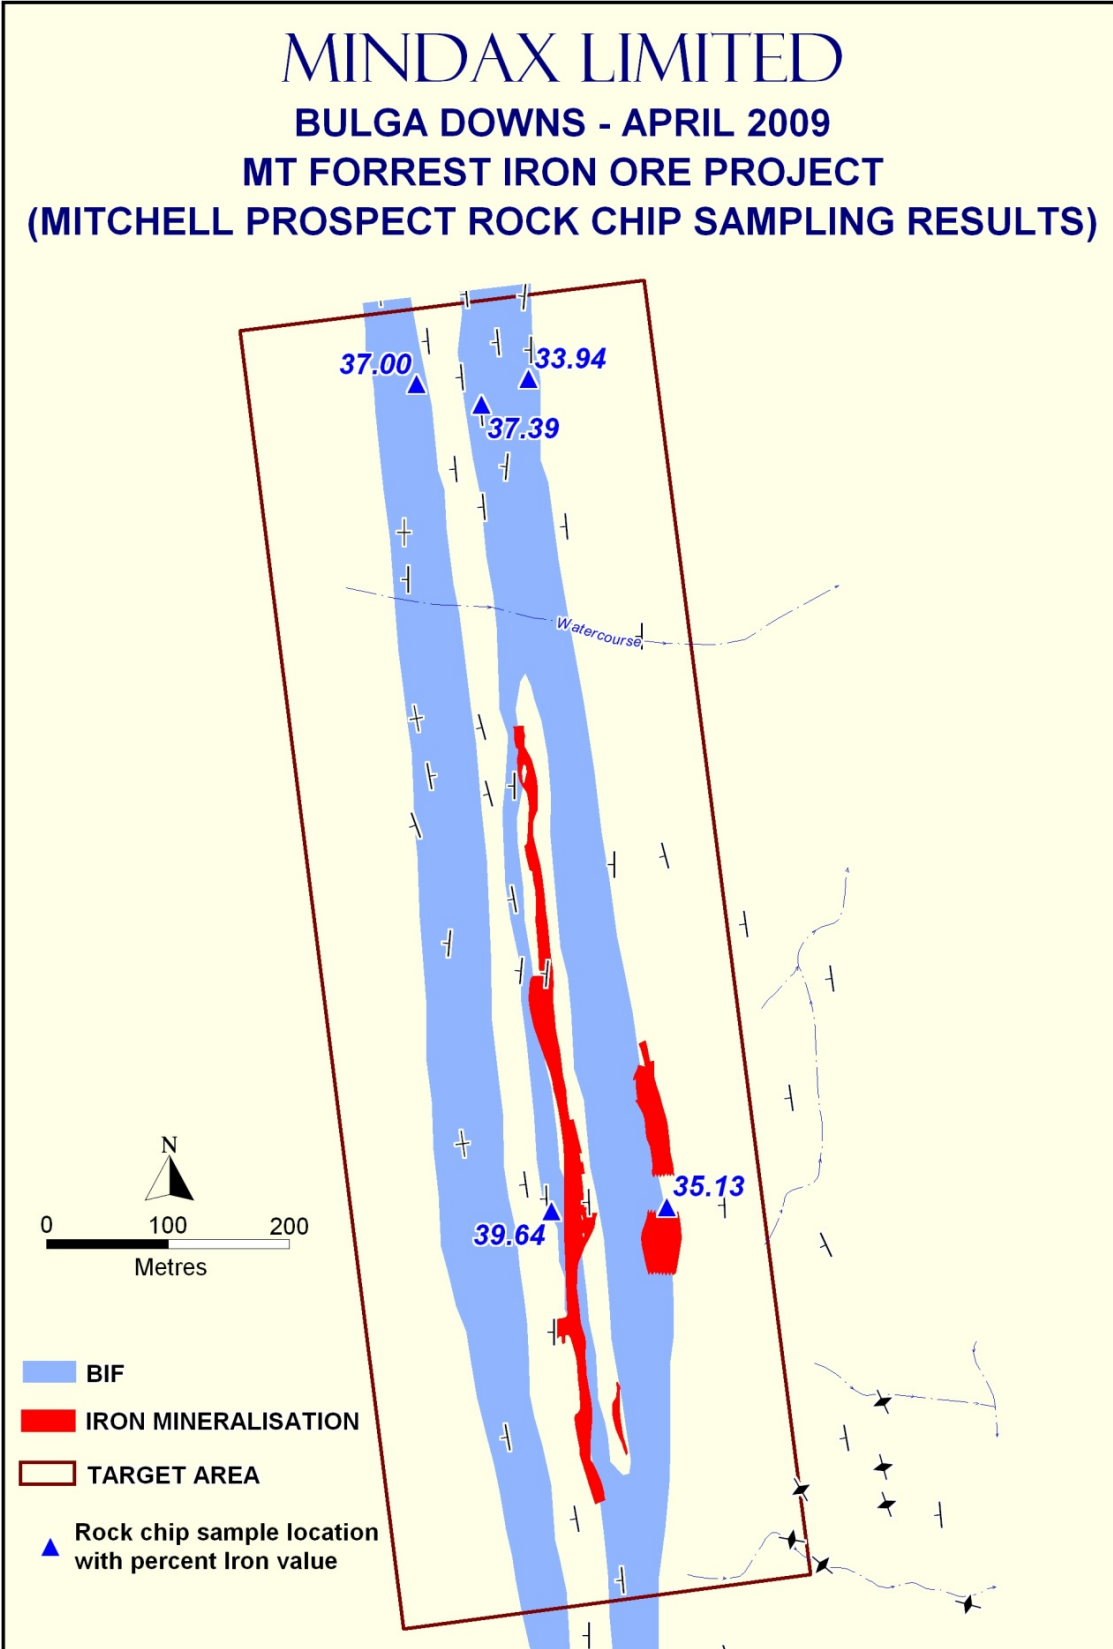 MINDAX LIMITED
BULGA DOWNS - APRIL 2009
MT FORREST IRON ORE PROJECT
(MITCHELL PROSPECT ROCK CHIP SAMPLING RESULTS)
37.00
33.94
37.39
Watercourse
N
35.13
39.64
0 100 200
Metres
BIF
IRON MINERALISATION
TARGET AREA
Rock chip sample location
with percent Iron value